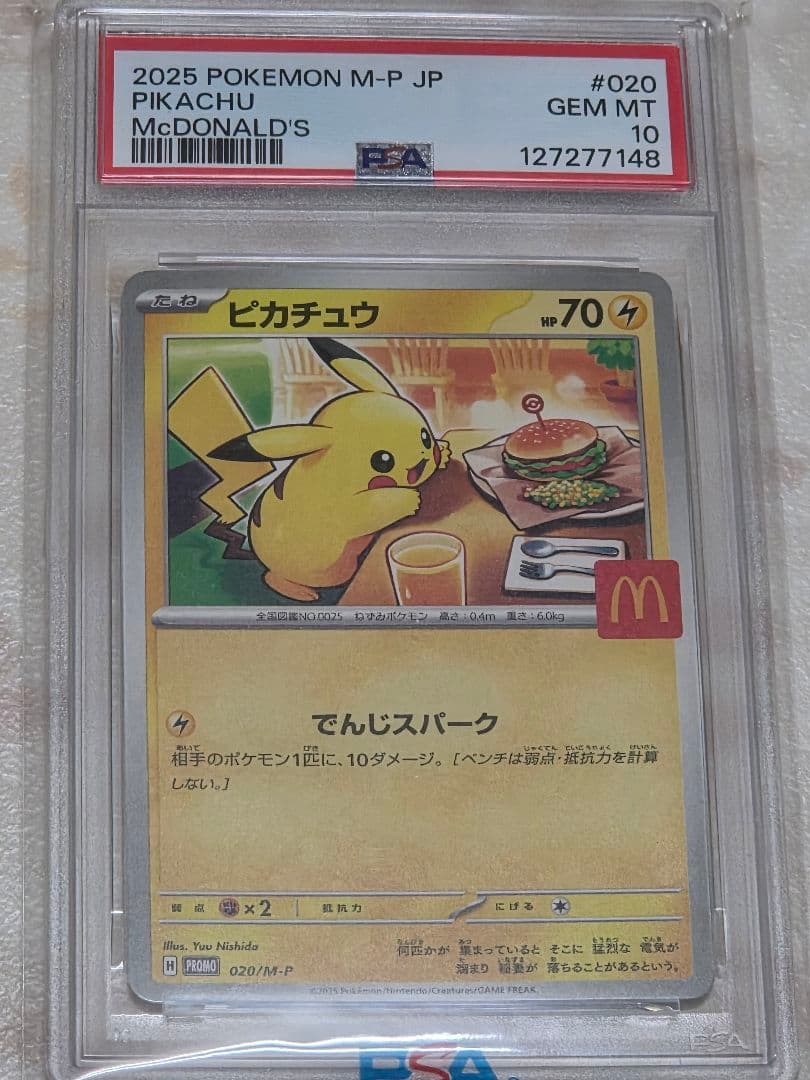 2025 POKEMON M-P JP
#020
PIKACHU
GEM MT
McDONALD'S
10
PSA
127277148
たね
ピカチュウ
HP70
全国図鑑NO.0025 ねずみポケモン 高さ:0.4m 重さ:6.0kg
でんじスパーク
相手のポケモン1匹に、10ダメージ。[ベンチは弱点・抵抗力を計算
しない。]
弱点 ×2 抵抗力 にげる
Illus. Yuu Nishida
何匹かが 集まっていると そこに 猛烈な 電気が
溜まり 稲妻が 落ちることがあるという。
H PROMO 020/M-P
©2025 Pokémon/Nintendo/Creatures/GAME FREAK.
PSA
PSA